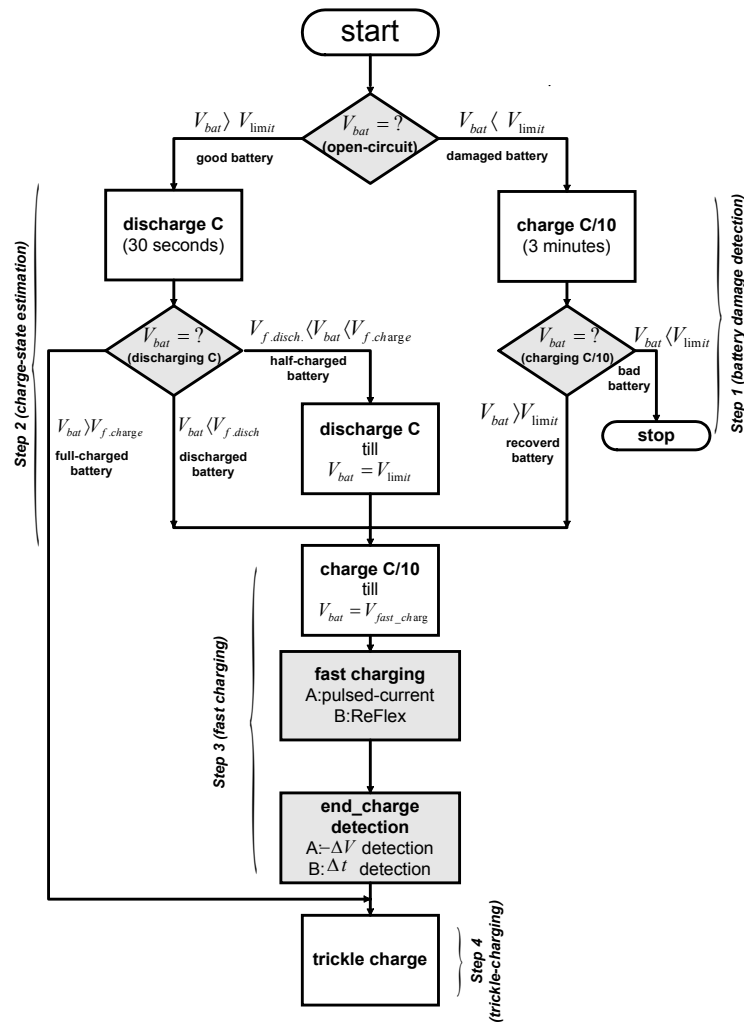 start
V_bat 〉 V_limit
good battery
V_bat = ?
(open-circuit)
V_bat 〈 V_limit
damaged battery
discharge C
(30 seconds)
charge C/10
(3 minutes)
Step 2 (charge-state estimation)
Step 1 (battery damage detection)
V_bat = ?
(discharging C)
V_f.disch. 〈V_bat 〈V_f.charge
half-charged
battery
V_bat = ?
(charging C/10)
V_bat 〈V_limit
bad
battery
stop
V_bat 〉V_f.charge
full-charged
battery
V_bat 〈V_f.disch
discharged
battery
discharge C
till
V_bat = V_limit
V_bat 〉V_limit
recoverd
battery
charge C/10
till
V_bat = V_fast_charg
Step 3 (fast charging)
fast charging
A:pulsed-current
B:ReFlex
end_charge
detection
A:−ΔV detection
B:Δt detection
trickle charge
Step 4
(trickle-charging)